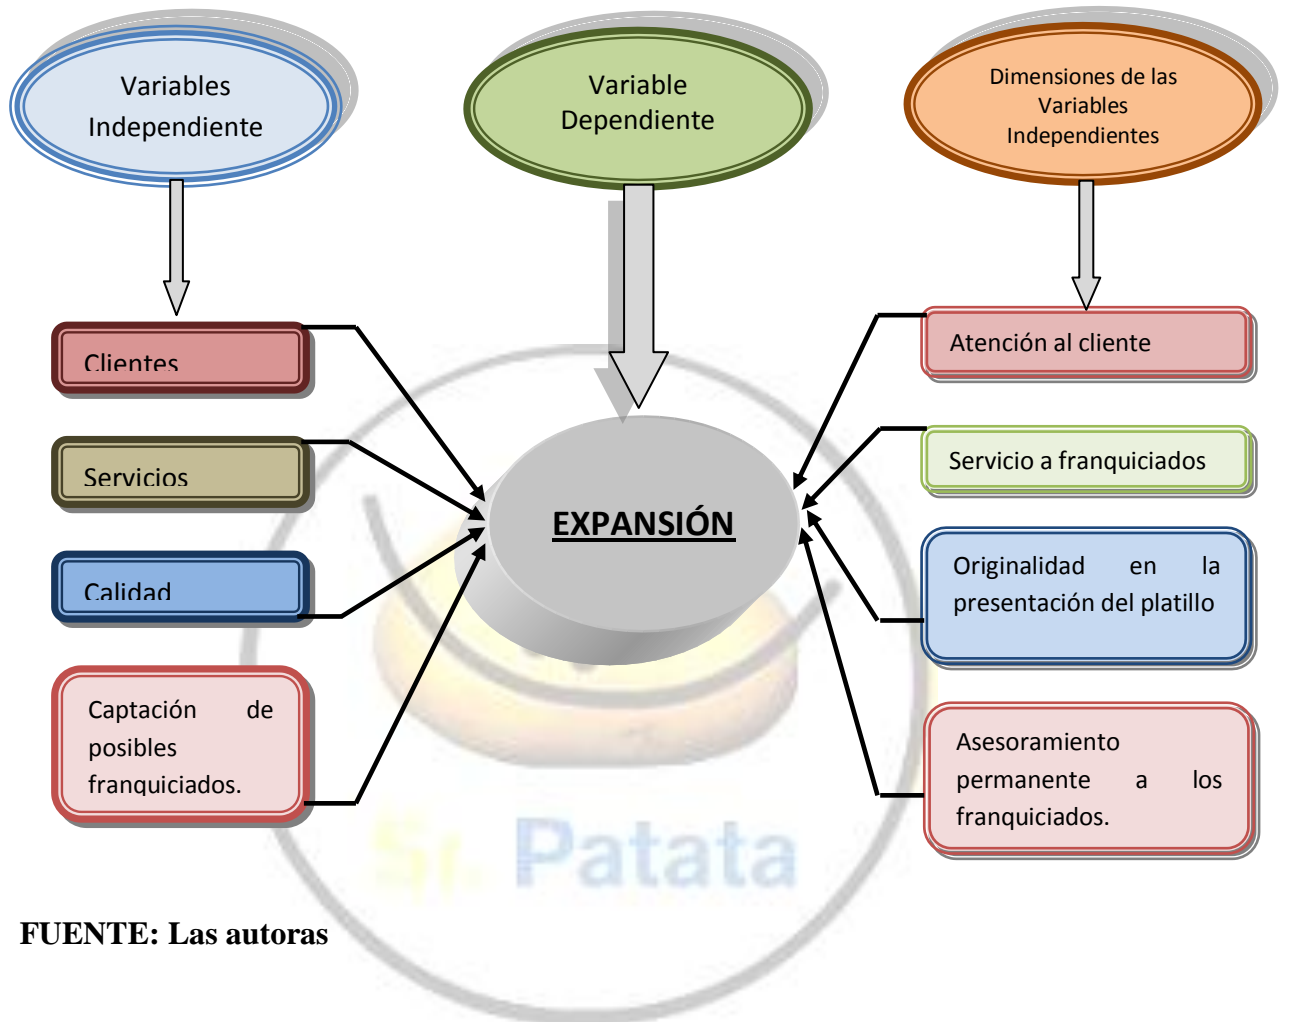 Variables
Independiente
Variable
Dependiente
Dimensiones de las
Variables
Independientes
Clientes
Servicios
Calidad
Captación de
posibles
franquiciados.
EXPANSIÓN
Atención al cliente
Servicio a franquiciados
Originalidad en la
presentación del platillo
Asesoramiento
permanente a los
franquiciados.
Sr. Patata
FUENTE: Las autoras